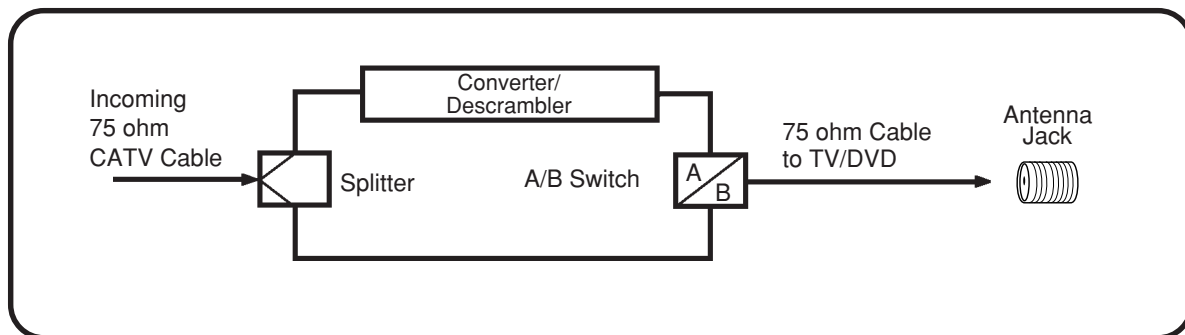 Incoming
75 ohm
CATV Cable
Splitter
Converter/
Descrambler
A/B Switch
A
B
75 ohm Cable
to TV/DVD
Antenna
Jack